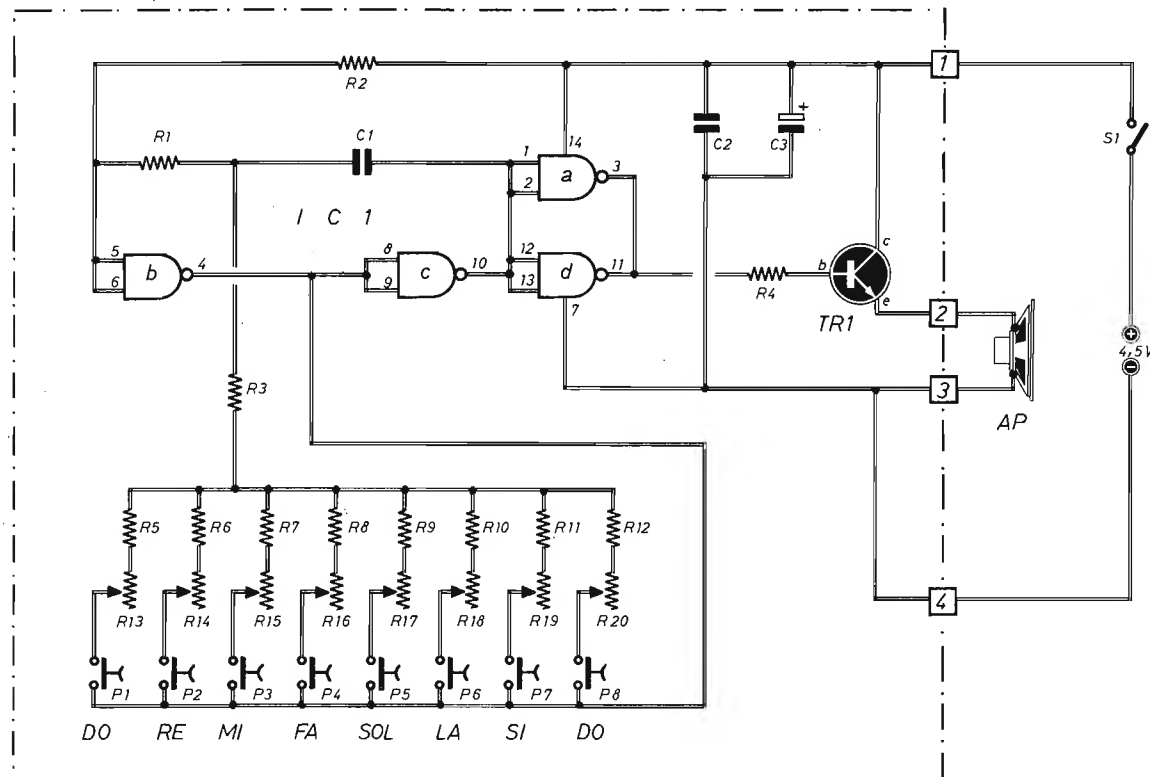 1
R2
S1
R1
C1
14
C2
+
C3
1
2
a
3
I C 1
5
6
b
4
8
9
c
10
12
13
d
11
7
R4
b
c
e
TR1
2
+
4,5V
−
3
AP
R3
R5 R6 R7 R8 R9 R10 R11 R12
R13 R14 R15 R16 R17 R18 R19 R20
4
P1 P2 P3 P4 P5 P6 P7 P8
DO RE MI FA SOL LA SI DO